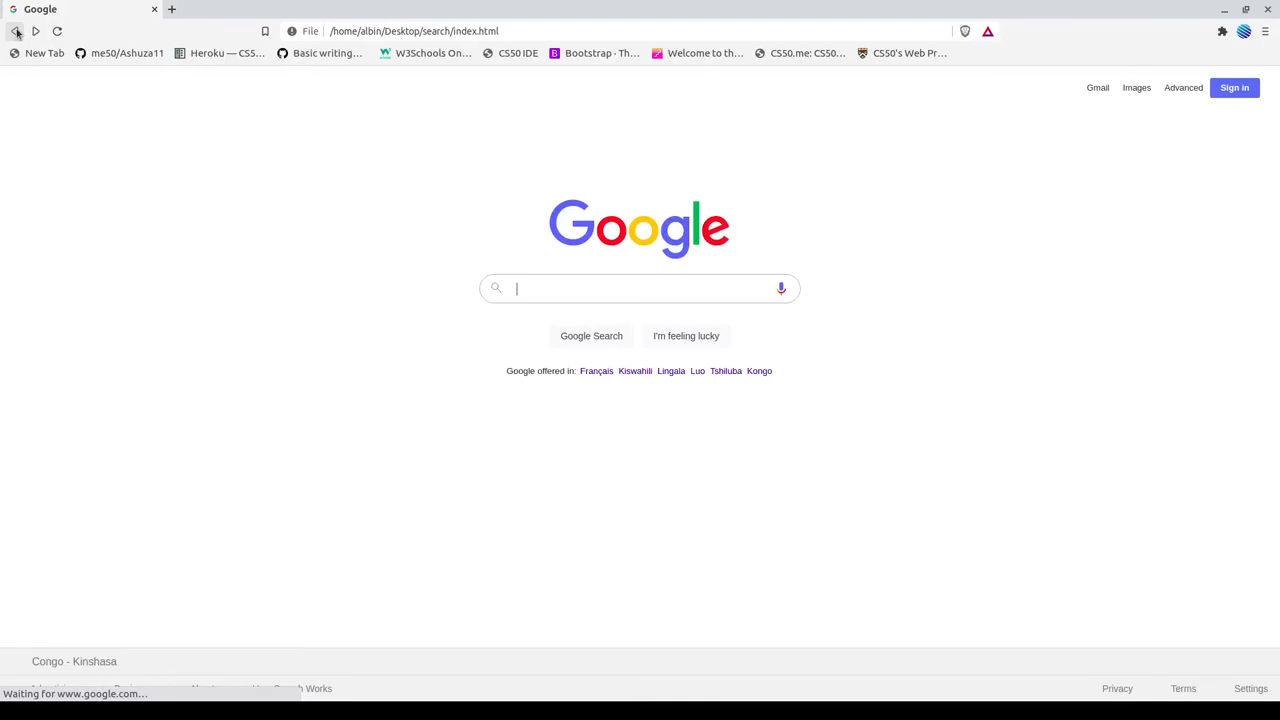 Google
File /home/albin/Desktop/search/index.html
New Tab me50/Ashuza11 Heroku — CS5... Basic writing... W3Schools On... CS50 IDE Bootstrap · Th... Welcome to th... CS50.me: CS50... CS50's Web Pr...
Gmail Images Advanced Sign in
Google
Google Search I'm feeling lucky
Google offered in: Français Kiswahili Lingala Luo Tshiluba Kongo
Congo - Kinshasa
Works Privacy Terms Settings
Waiting for www.google.com...